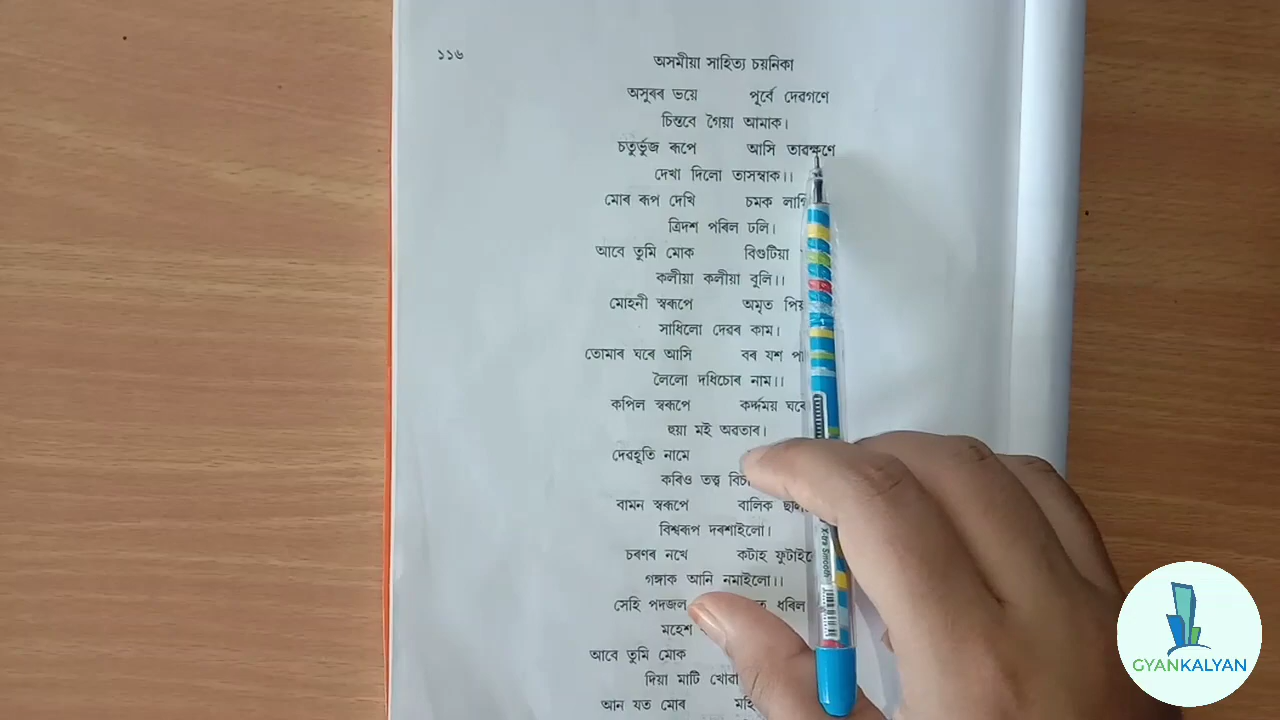 ১১৬
অসমীয়া সাহিত্য চয়নিকা
অসুৰৰ ভয়ে পূৰ্বে দেৱগণে
চিন্তবে গৈয়া আমাক।
চতুৰ্ভুজ ৰূপে আসি তাৱক্ষণে
দেখা দিলো তাসম্বাক।।
মোৰ ৰূপ দেখি চমক
ত্ৰিদশ পৰিল ঢলি।
আবে তুমি মোক বিগুটিয়া
কলীয়া কলীয়া বুলি।।
মোহনী স্বৰূপে অমৃত
সাধিলো দেৱৰ কাম।
তোমাৰ ঘৰে আসি বৰ যশ
লৈলো দধিচোৰ নাম।।
কপিল স্বৰূপে কৰ্দ্দময় ঘৰে
হুয়া মই অৱতাৰ।
দেৱহূতি নামে
কৰিও তত্ত্ব
বামন স্বৰূপে বালিক
বিশ্বৰূপ দৰশাইলো।
চৰণৰ নখে কটাহ
গঙ্গাক আনি নমাইলো।।
সেহি পদজল ধৰিল
মহেশ
আবে তুমি মোক
দিয়া মাটি
আন যত মোৰ
GYANKALYAN